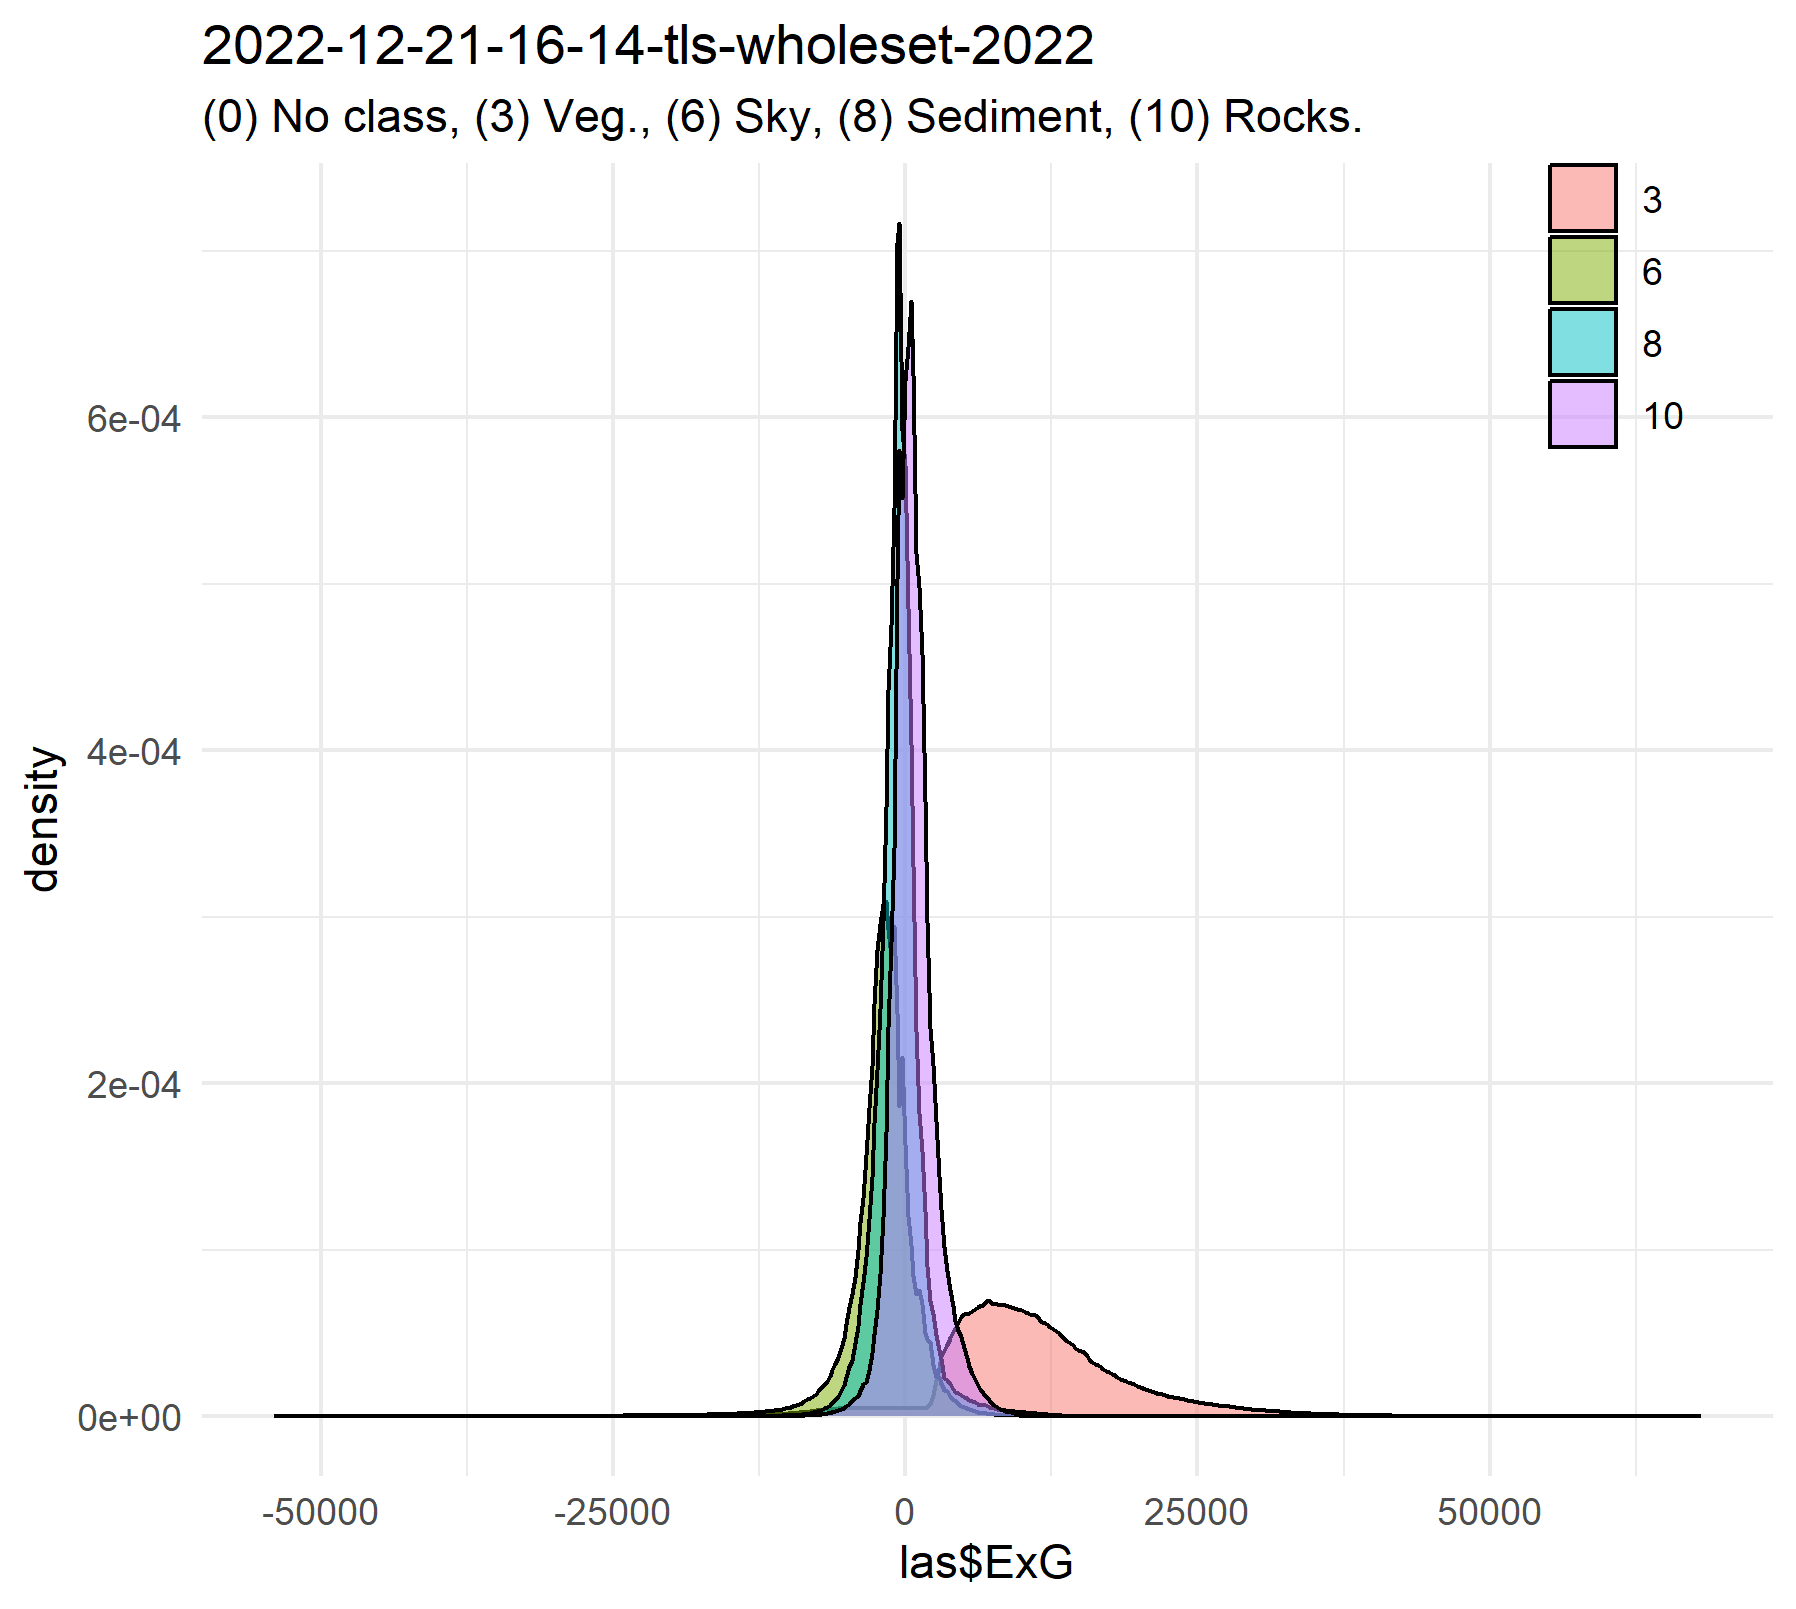 2022-12-21-16-14-tls-wholeset-2022
(0) No class, (3) Veg., (6) Sky, (8) Sediment, (10) Rocks.
3
6
8
10
6e-04
4e-04
2e-04
0e+00
density
-50000
-25000
0
25000
50000
las$ExG